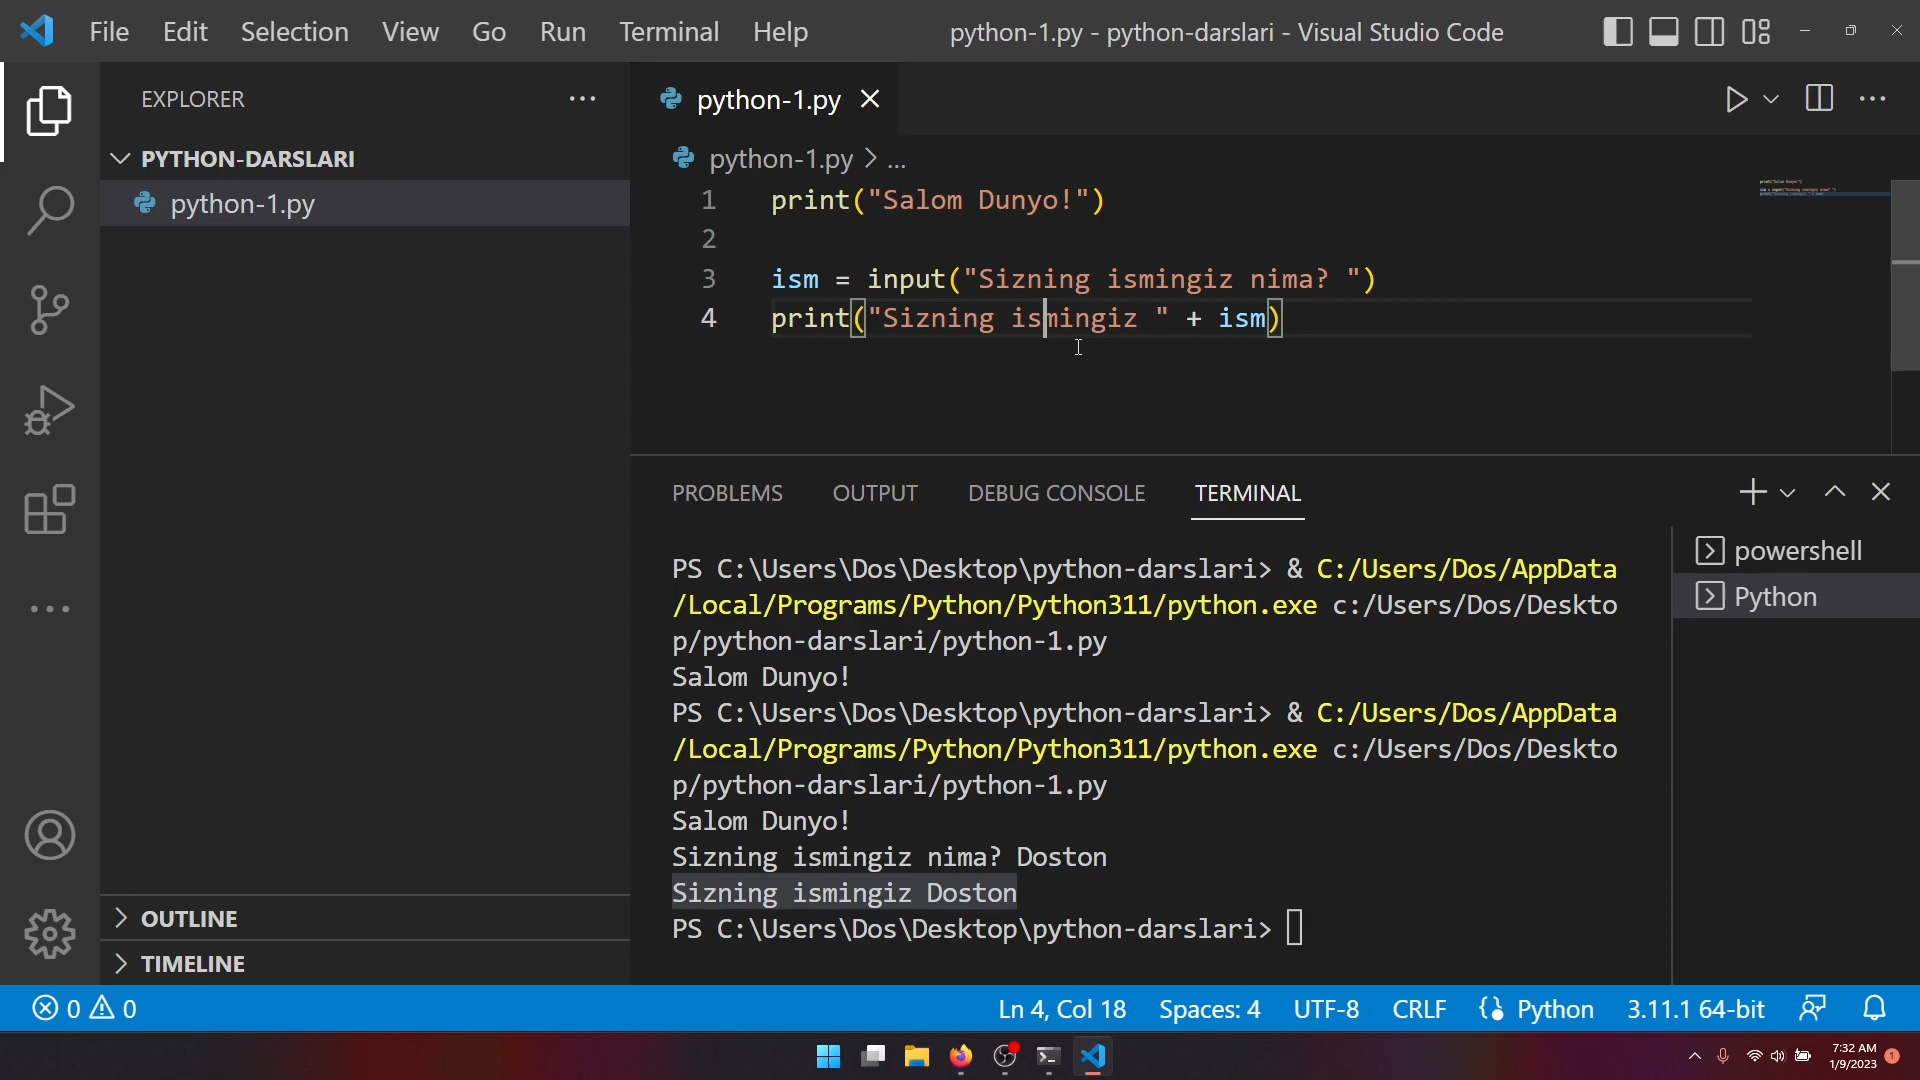 File Edit Selection View Go Run Terminal Help python-1.py - python-darslari - Visual Studio Code
EXPLORER
PYTHON-DARSLARI
python-1.py
OUTLINE
TIMELINE
python-1.py
python-1.py > ...
1 print("Salom Dunyo!")
2
3 ism = input("Sizning ismingiz nima? ")
4 print("Sizning ismingiz " + ism)
PROBLEMS OUTPUT DEBUG CONSOLE TERMINAL
PS C:\Users\Dos\Desktop\python-darslari> & C:/Users/Dos/AppData
/Local/Programs/Python/Python311/python.exe c:/Users/Dos/Deskto
p/python-darslari/python-1.py
Salom Dunyo!
PS C:\Users\Dos\Desktop\python-darslari> & C:/Users/Dos/AppData
/Local/Programs/Python/Python311/python.exe c:/Users/Dos/Deskto
p/python-darslari/python-1.py
Salom Dunyo!
Sizning ismingiz nima? Doston
Sizning ismingiz Doston
PS C:\Users\Dos\Desktop\python-darslari>
powershell
Python
0 0 Ln 4, Col 18 Spaces: 4 UTF-8 CRLF Python 3.11.1 64-bit
7:32 AM
1/9/2023
1